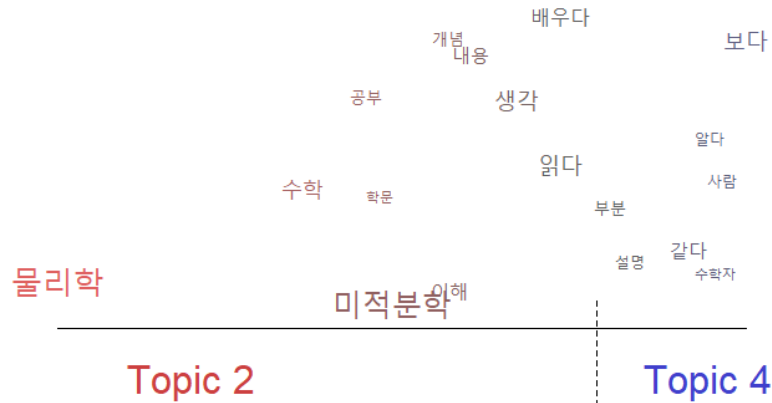 배우다
개념
보다
내용
공부
생각
알다
읽다
사람
수학
학문
부분
같다
설명
수학자
물리학
이해
미적분학
Topic 2
Topic 4